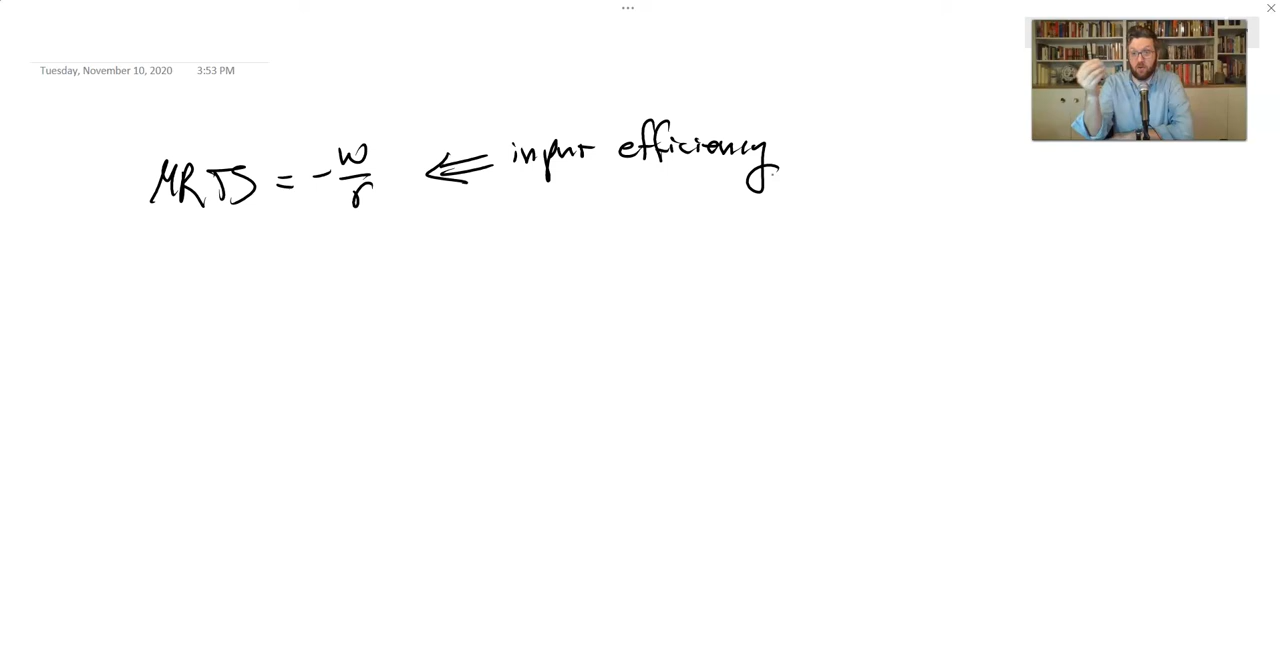 Tuesday, November 10, 2020 3:53 PM
MRTS = - w/r ⇐ input efficiency